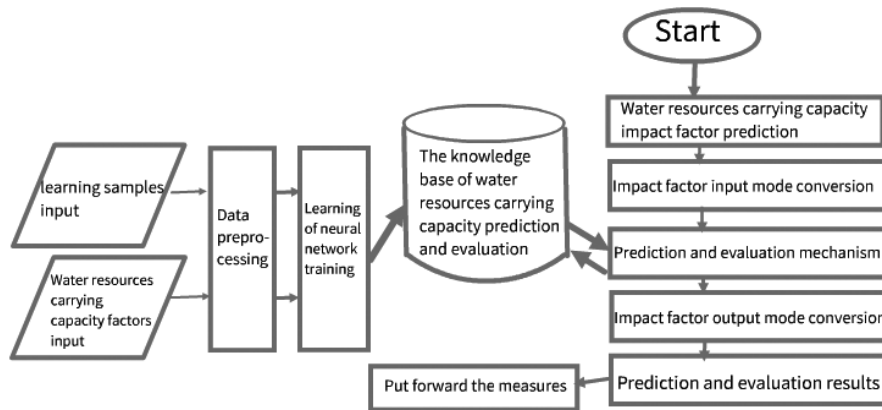 Start
Water resources carrying capacity
impact factor prediction
Impact factor input mode conversion
Prediction and evaluation mechanism
Impact factor output mode conversion
Prediction and evaluation results
Put forward the measures
The knowledge
base of water
resources carrying
capacity prediction
and evaluation
Learning
of neural
network
training
Data
prepro-
cessing
learning samples
input
Water resources
carrying
capacity factors
input